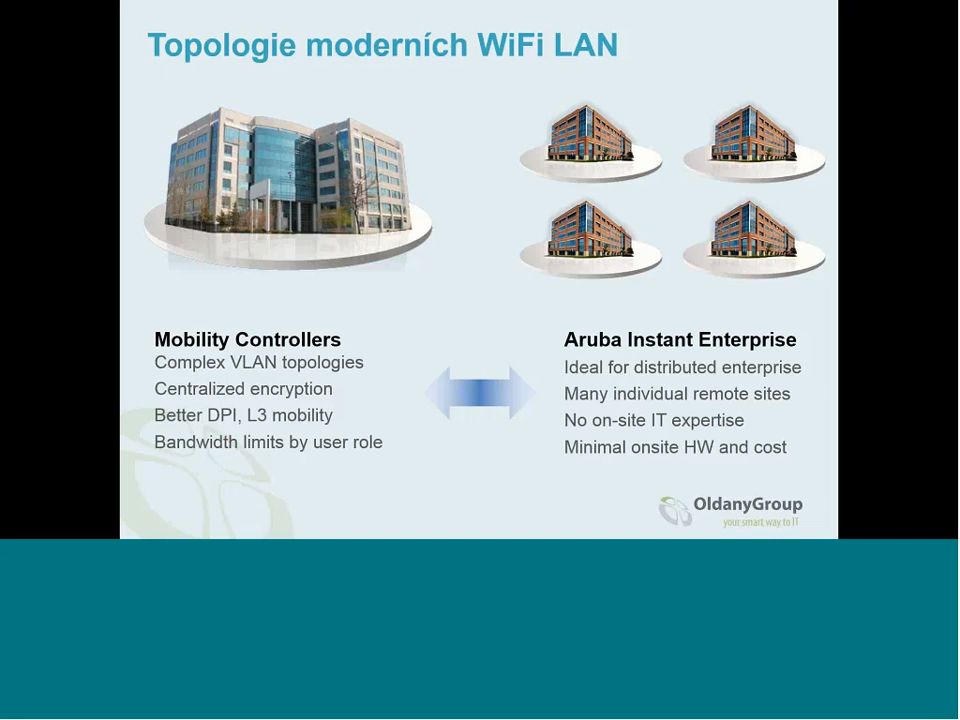 Topologie moderních WiFi LAN
Mobility Controllers
Complex VLAN topologies
Centralized encryption
Better DPI, L3 mobility
Bandwidth limits by user role
Aruba Instant Enterprise
Ideal for distributed enterprise
Many individual remote sites
No on-site IT expertise
Minimal onsite HW and cost
OldanyGroup
your smart way to IT